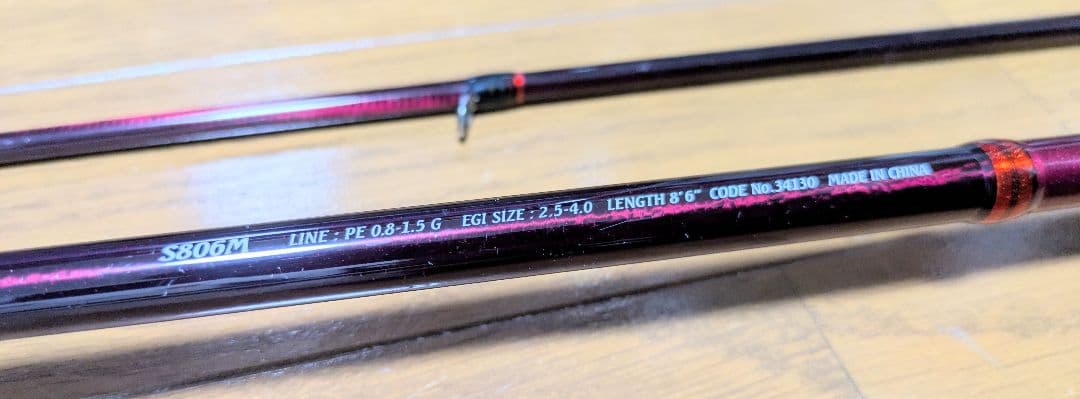 S806M LINE : PE 0.8-1.5 G EGI SIZE : 2.5-4.0 LENGTH 8'6" CODE No.34130 MADE IN CHINA